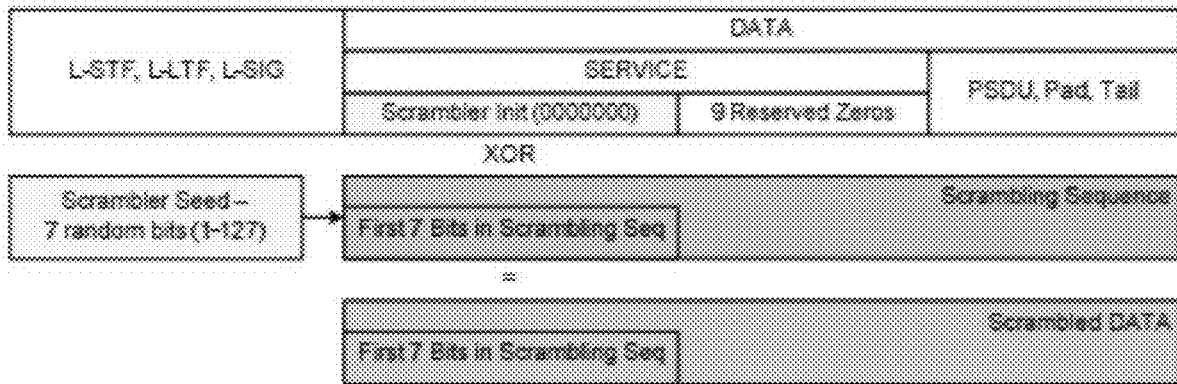 DATA
L-STF, L-LTF, L-SIG
SERVICE
PSDU, Pad, Tail
Scrambler Init (0000000)
9 Reserved Zeros
XOR
Scrambler Seed –
7 random bits (1-127)
Scrambling Sequence
First 7 Bits in Scrambling Seq
=
Scrambled DATA
First 7 Bits in Scrambling Seq